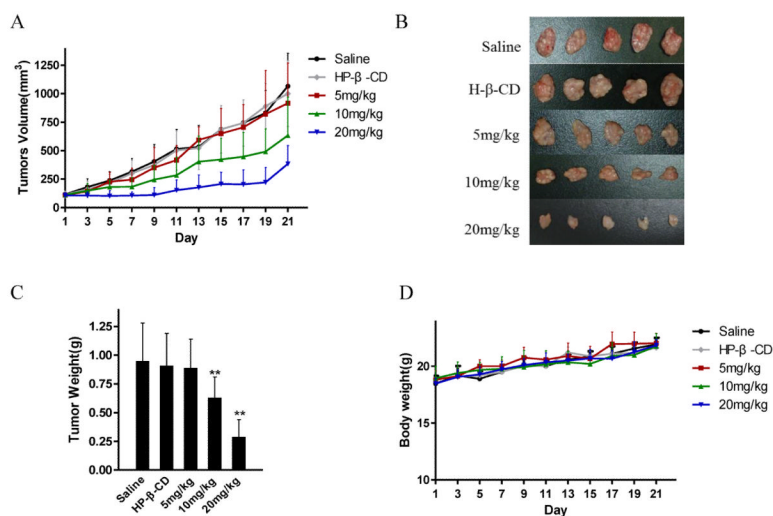 A
Tumors Volume(mm³)
1250
1000
750
500
250
0
1 3 5 7 9 11 13 15 17 19 21
Day
Saline
HP-β -CD
5mg/kg
10mg/kg
20mg/kg
B
Saline
H-β-CD
5mg/kg
10mg/kg
20mg/kg
C
Tumor Weight(g)
1.25
1.00
0.75
0.50
0.25
0.00
**
**
Saline
HP-β-CD
5mg/kg
10mg/kg
20mg/kg
D
Body weight(g)
20
15
10
1 3 5 7 9 11 13 15 17 19 21
Day
Saline
HP-β -CD
5mg/kg
10mg/kg
20mg/kg